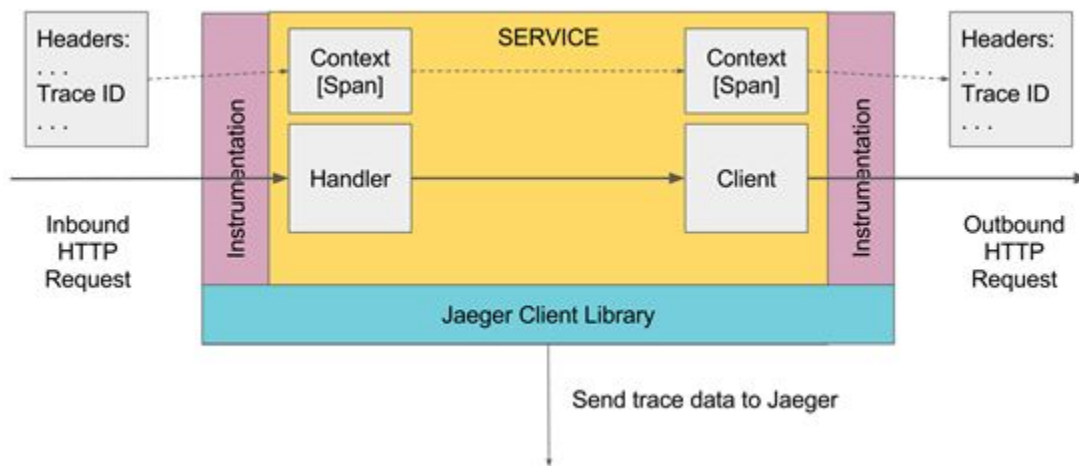 Headers:
. . .
Trace ID
. . .
SERVICE
Context
[Span]
Context
[Span]
Headers:
. . .
Trace ID
. . .
Instrumentation
Handler
Client
Instrumentation
Inbound
HTTP
Request
Outbound
HTTP
Request
Jaeger Client Library
Send trace data to Jaeger